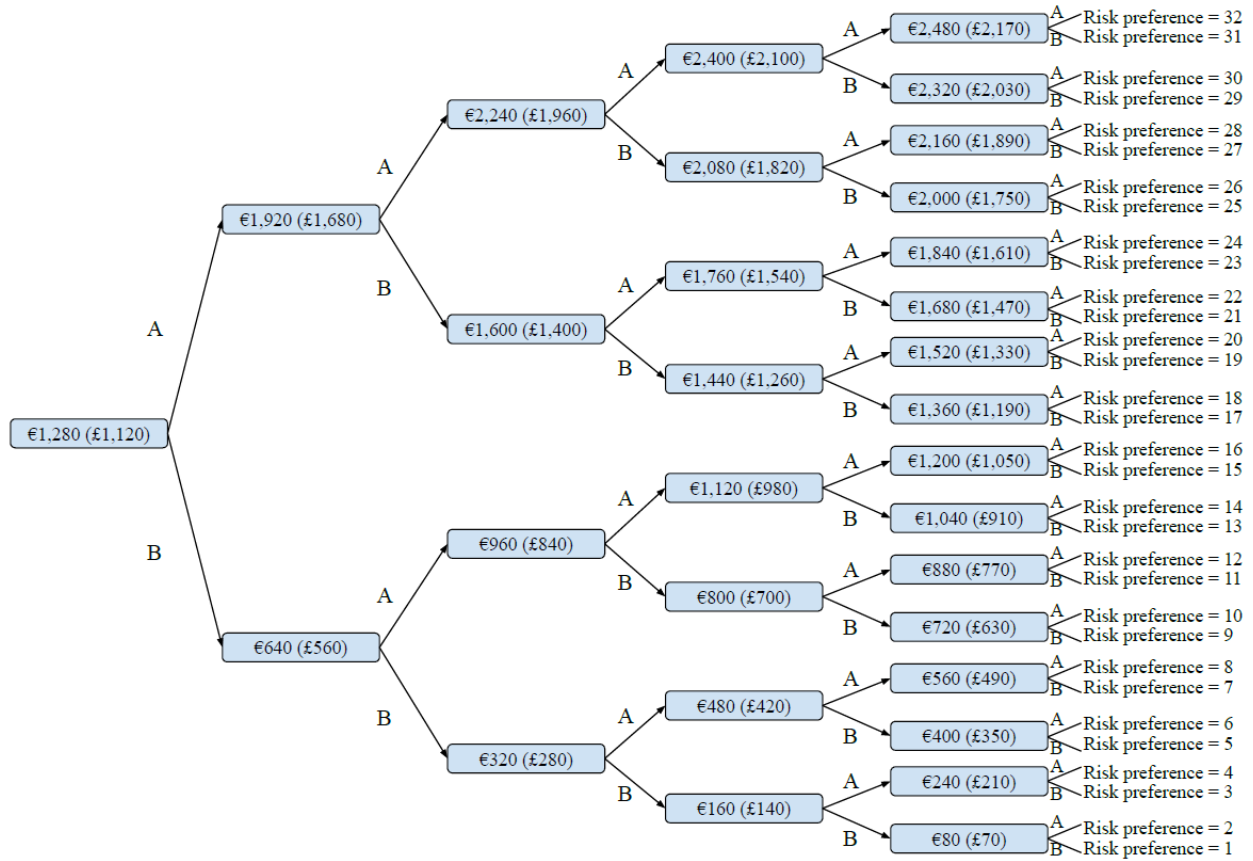 €1,280 (£1,120)
A
B
€1,920 (£1,680)
€640 (£560)
A
B
A
B
€2,240 (£1,960)
€1,600 (£1,400)
€960 (£840)
€320 (£280)
A
B
A
B
A
B
A
B
€2,400 (£2,100)
€2,080 (£1,820)
€1,760 (£1,540)
€1,440 (£1,260)
€1,120 (£980)
€800 (£700)
€480 (£420)
€160 (£140)
A
B
A
B
A
B
A
B
A
B
A
B
A
B
A
B
€2,480 (£2,170)
€2,320 (£2,030)
€2,160 (£1,890)
€2,000 (£1,750)
€1,840 (£1,610)
€1,680 (£1,470)
€1,520 (£1,330)
€1,360 (£1,190)
€1,200 (£1,050)
€1,040 (£910)
€880 (£770)
€720 (£630)
€560 (£490)
€400 (£350)
€240 (£210)
€80 (£70)
A Risk preference = 32
B Risk preference = 31
A Risk preference = 30
B Risk preference = 29
A Risk preference = 28
B Risk preference = 27
A Risk preference = 26
B Risk preference = 25
A Risk preference = 24
B Risk preference = 23
A Risk preference = 22
B Risk preference = 21
A Risk preference = 20
B Risk preference = 19
A Risk preference = 18
B Risk preference = 17
A Risk preference = 16
B Risk preference = 15
A Risk preference = 14
B Risk preference = 13
A Risk preference = 12
B Risk preference = 11
A Risk preference = 10
B Risk preference = 9
A Risk preference = 8
B Risk preference = 7
A Risk preference = 6
B Risk preference = 5
A Risk preference = 4
B Risk preference = 3
A Risk preference = 2
B Risk preference = 1